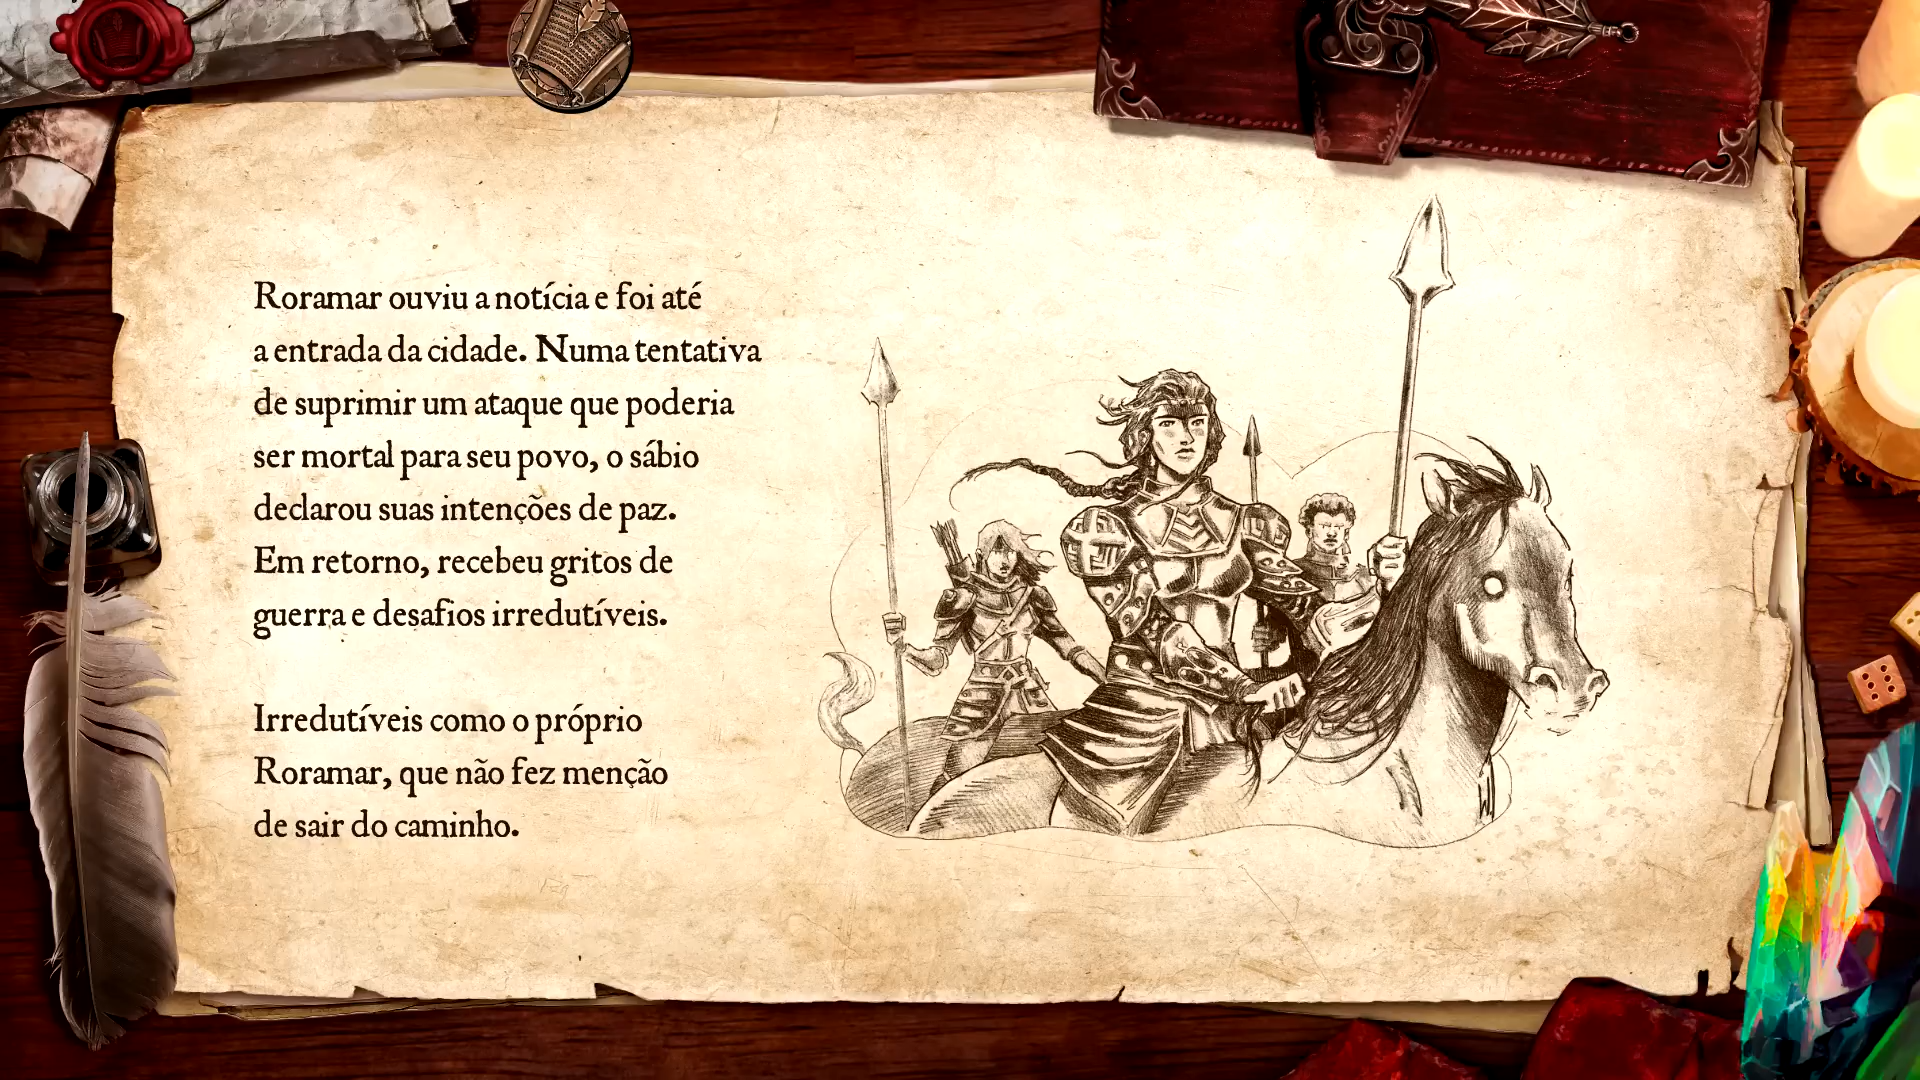 Roramar ouviu a notícia e foi até
a entrada da cidade. Numa tentativa
de suprimir um ataque que poderia
ser mortal para seu povo, o sábio
declarou suas intenções de paz.
Em retorno, recebeu gritos de
guerra e desafios irredutíveis.
Irredutíveis como o próprio
Roramar, que não fez menção
de sair do caminho.